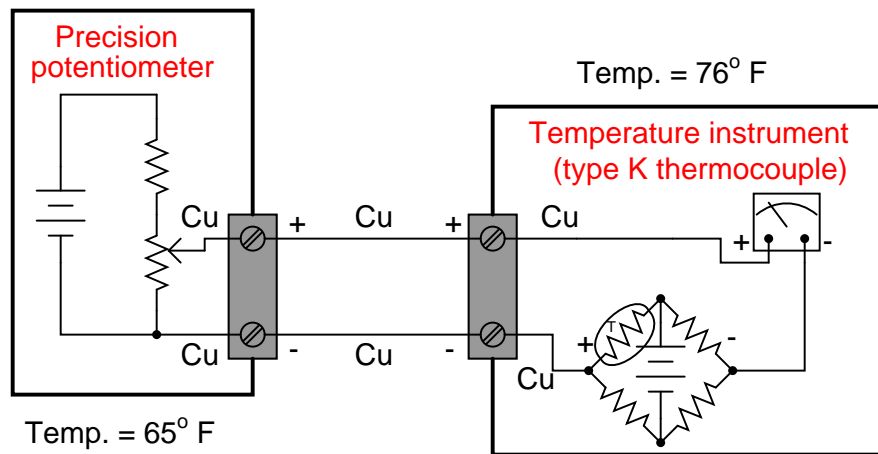 Precision
potentiometer
Temp. = 76° F
Temperature instrument
(type K thermocouple)
Cu + Cu + Cu
+ -
T
+ -
Cu - Cu - Cu
Temp. = 65° F